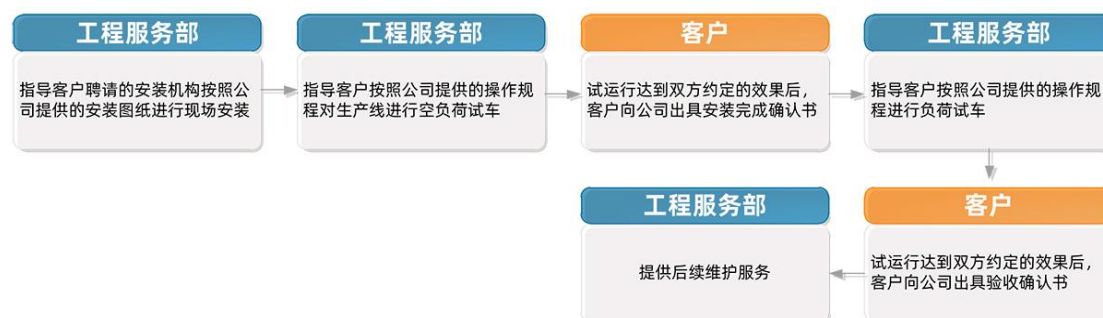 工程服务部
指导客户聘请的安装机构按照公
司提供的安装图纸进行现场安装
工程服务部
指导客户按照公司提供的操作规
程对生产线进行空负荷试车
客户
试运行达到双方约定的效果后，
客户向公司出具安装完成确认书
工程服务部
指导客户按照公司提供的操作规
程进行负荷试车
客户
试运行达到双方约定的效果后，
客户向公司出具验收确认书
工程服务部
提供后续维护服务